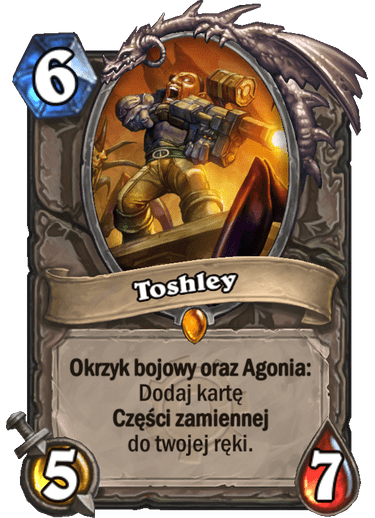 6
Toshley
Okrzyk bojowy oraz Agonia:
Dodaj kartę
Części zamiennej
do twojej ręki.
5
7